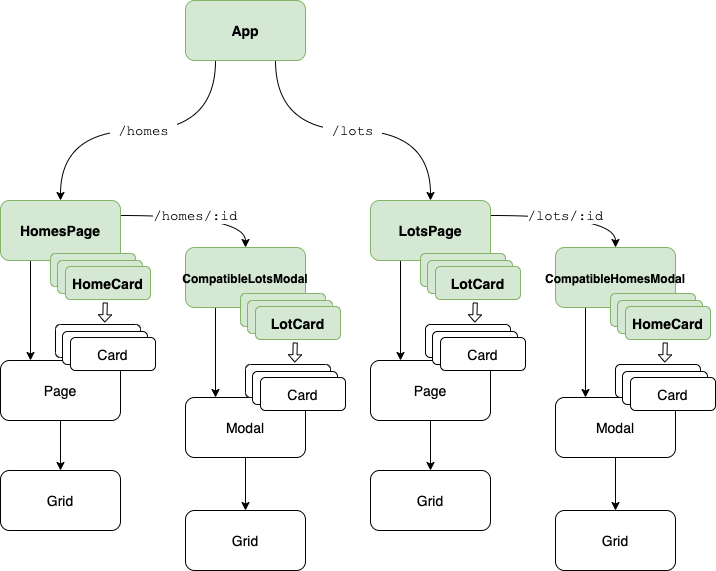 App
/homes
/lots
HomesPage
/homes/:id
LotsPage
/lots/:id
HomeCard
CompatibleLotsModal
LotCard
CompatibleHomesModal
LotCard
HomeCard
Card
Card
Page
Card
Page
Card
Modal
Modal
Grid
Grid
Grid
Grid